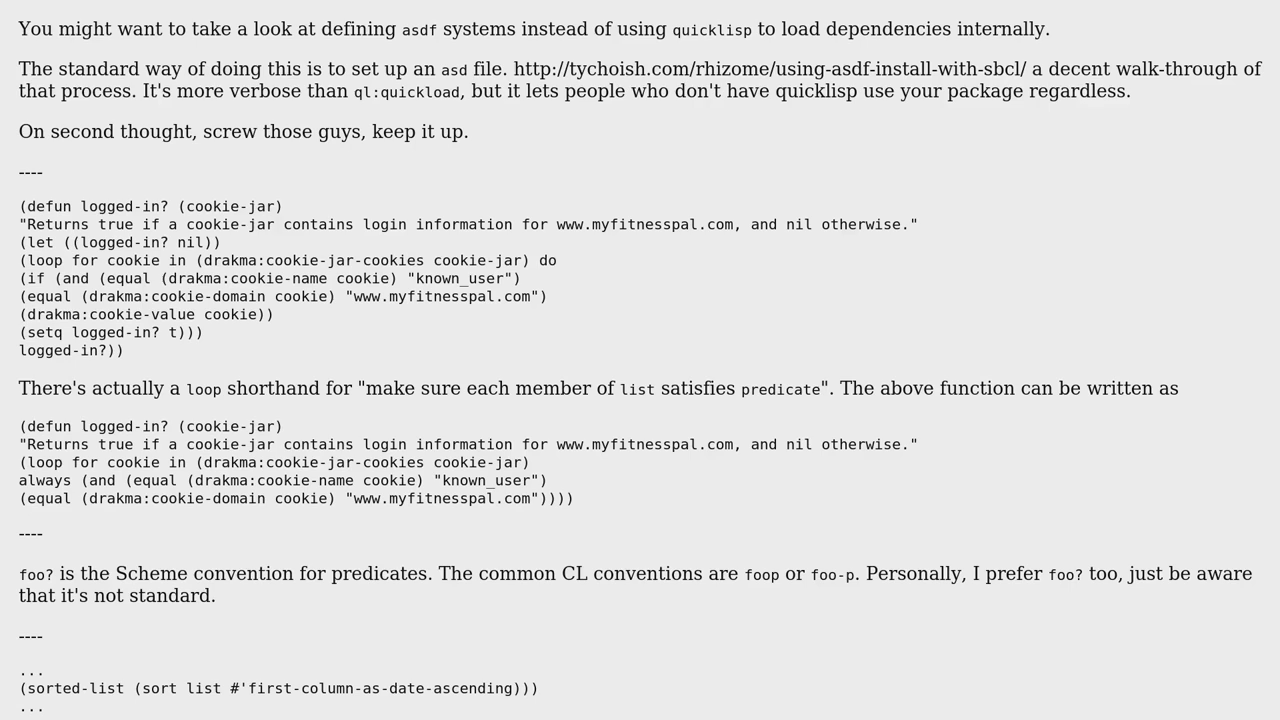 You might want to take a look at defining asdf systems instead of using quicklisp to load dependencies internally.
The standard way of doing this is to set up an asd file. http://tychoish.com/rhizome/using-asdf-install-with-sbcl/ a decent walk-through of
that process. It's more verbose than ql:quickload, but it lets people who don't have quicklisp use your package regardless.
On second thought, screw those guys, keep it up.
----
(defun logged-in? (cookie-jar)
"Returns true if a cookie-jar contains login information for www.myfitnesspal.com, and nil otherwise."
(let ((logged-in? nil))
(loop for cookie in (drakma:cookie-jar-cookies cookie-jar) do
(if (and (equal (drakma:cookie-name cookie) "known_user")
(equal (drakma:cookie-domain cookie) "www.myfitnesspal.com")
(drakma:cookie-value cookie))
(setq logged-in? t)))
logged-in?))
There's actually a loop shorthand for "make sure each member of list satisfies predicate". The above function can be written as
(defun logged-in? (cookie-jar)
"Returns true if a cookie-jar contains login information for www.myfitnesspal.com, and nil otherwise."
(loop for cookie in (drakma:cookie-jar-cookies cookie-jar)
always (and (equal (drakma:cookie-name cookie) "known_user")
(equal (drakma:cookie-domain cookie) "www.myfitnesspal.com"))))
----
foo? is the Scheme convention for predicates. The common CL conventions are foop or foo-p. Personally, I prefer foo? too, just be aware
that it's not standard.
----
...
(sorted-list (sort list #'first-column-as-date-ascending)))
...